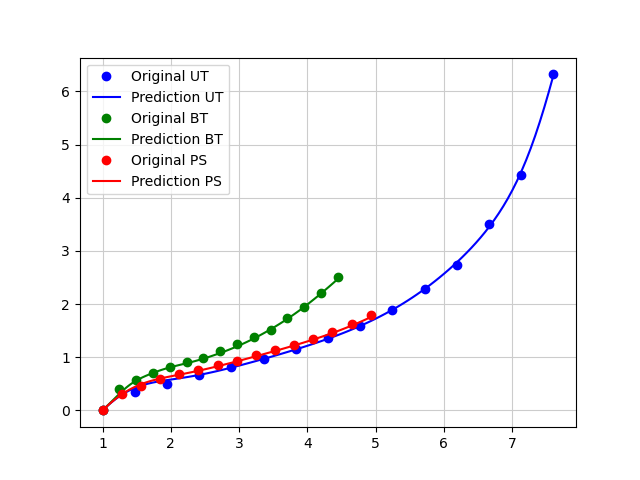 Original UT
Prediction UT
Original BT
Prediction BT
Original PS
Prediction PS
6
5
4
3
2
1
0
1 2 3 4 5 6 7